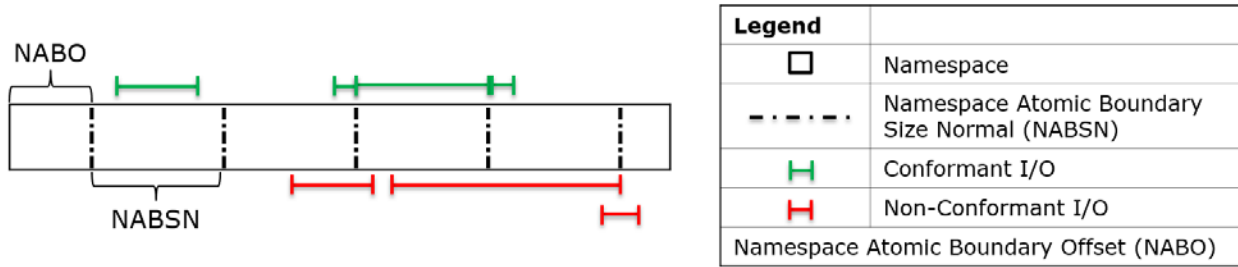 NABO
NABSN
Legend
Namespace
Namespace Atomic Boundary
Size Normal (NABSN)
Conformant I/O
Non-Conformant I/O
Namespace Atomic Boundary Offset (NABO)